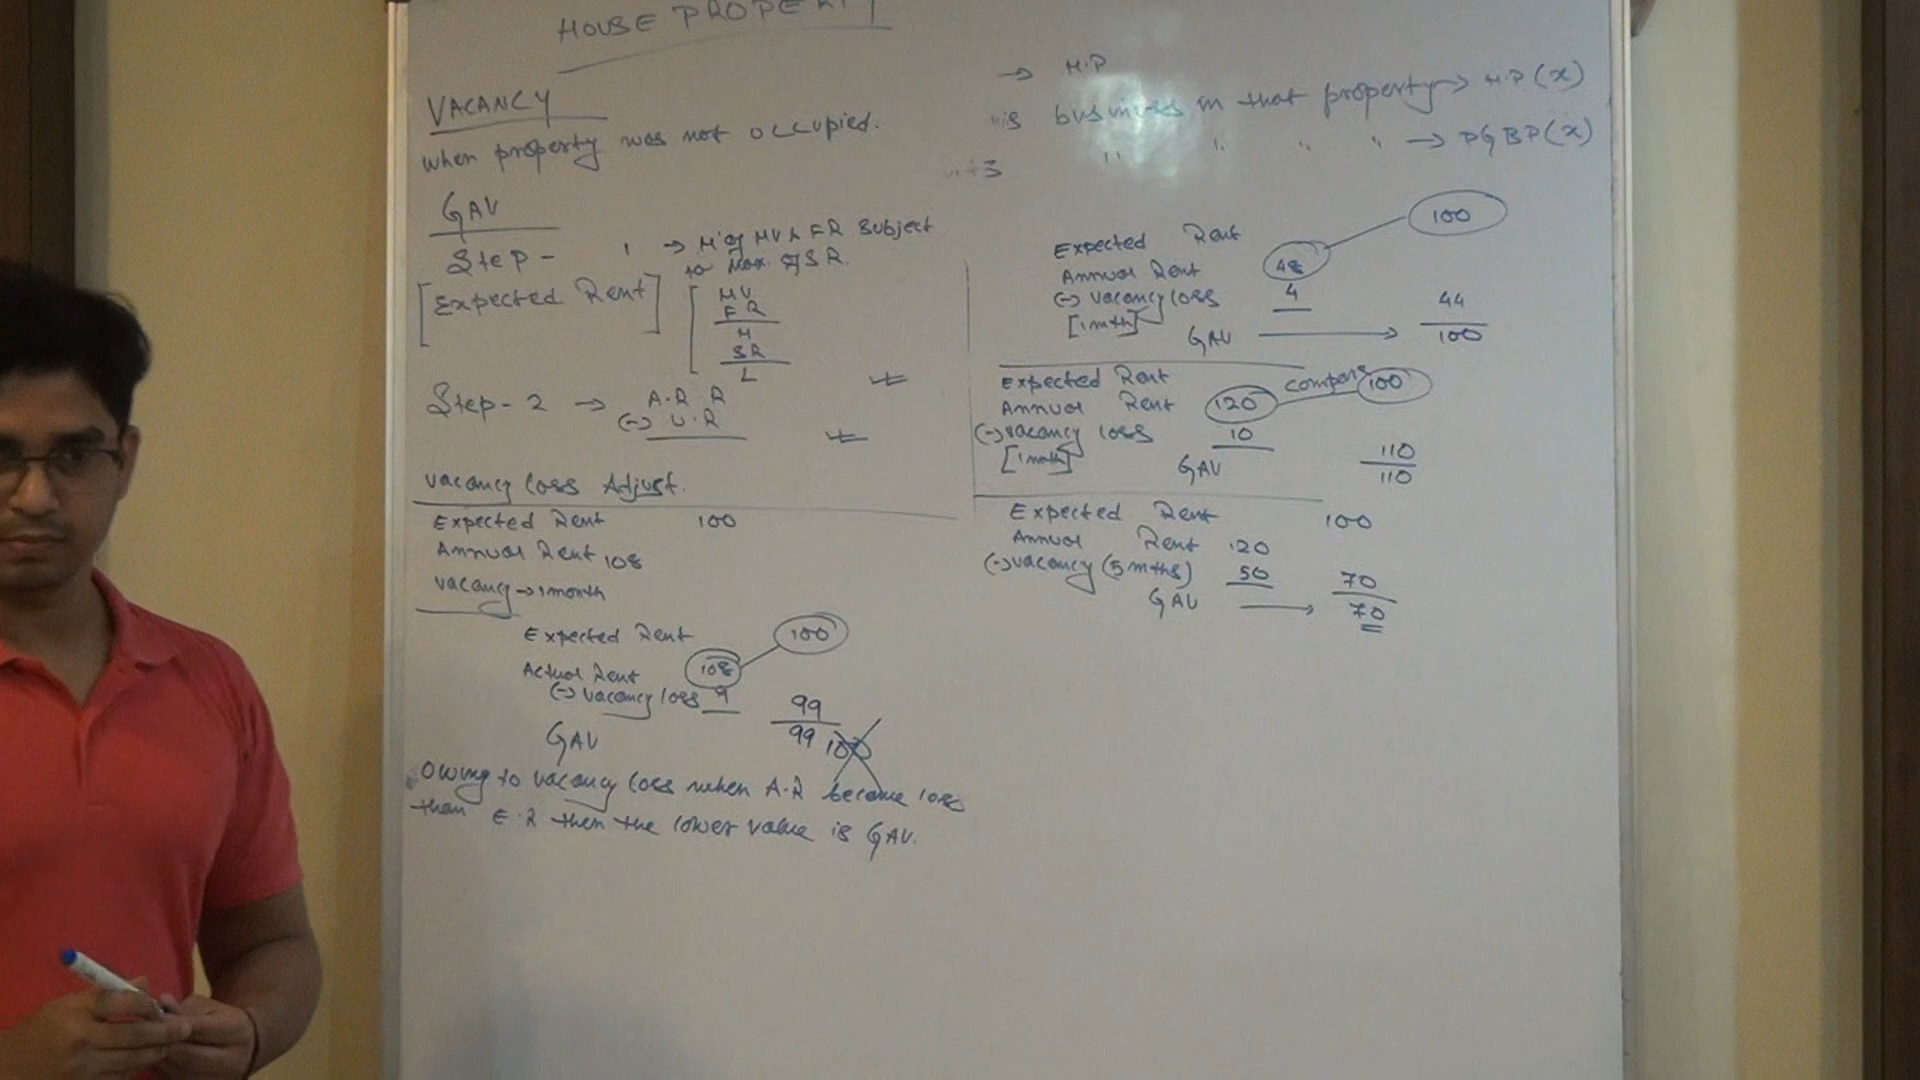 HOUSE PROPERTY
VACANCY
when property was not occupied.
GAV
Step - 1 → H of MV & FR Subject
to Max. of SR.
[Expected Rent]
MV
FR
H
SR
L
Step - 2 → A.R.R
(-) U.R
Vacancy loss Adjust.
Expected Rent 100
Annual Rent 108
Vacancy → 1 month
Expected Rent 100
Actual Rent 108
(-) Vacancy loss 9 99
GAV 99 100
Owing to vacancy loss when A.R become less
than E.R then the lower value is GAV.
→ H.P
his business in that property → H.P (x)
" " " " → PGBP (x)
Expected Rent 100
Annual Rent 48
(-) vacancy loss 4 44
[1 mth]
GAV → 100
Expected Rent compare 100
Annual Rent 120
(-) vacancy loss 10 110
[1 mth]
GAV 110
Expected Rent 100
Annual Rent 120
(-) vacancy (5 mths) 50 70
GAV → 70